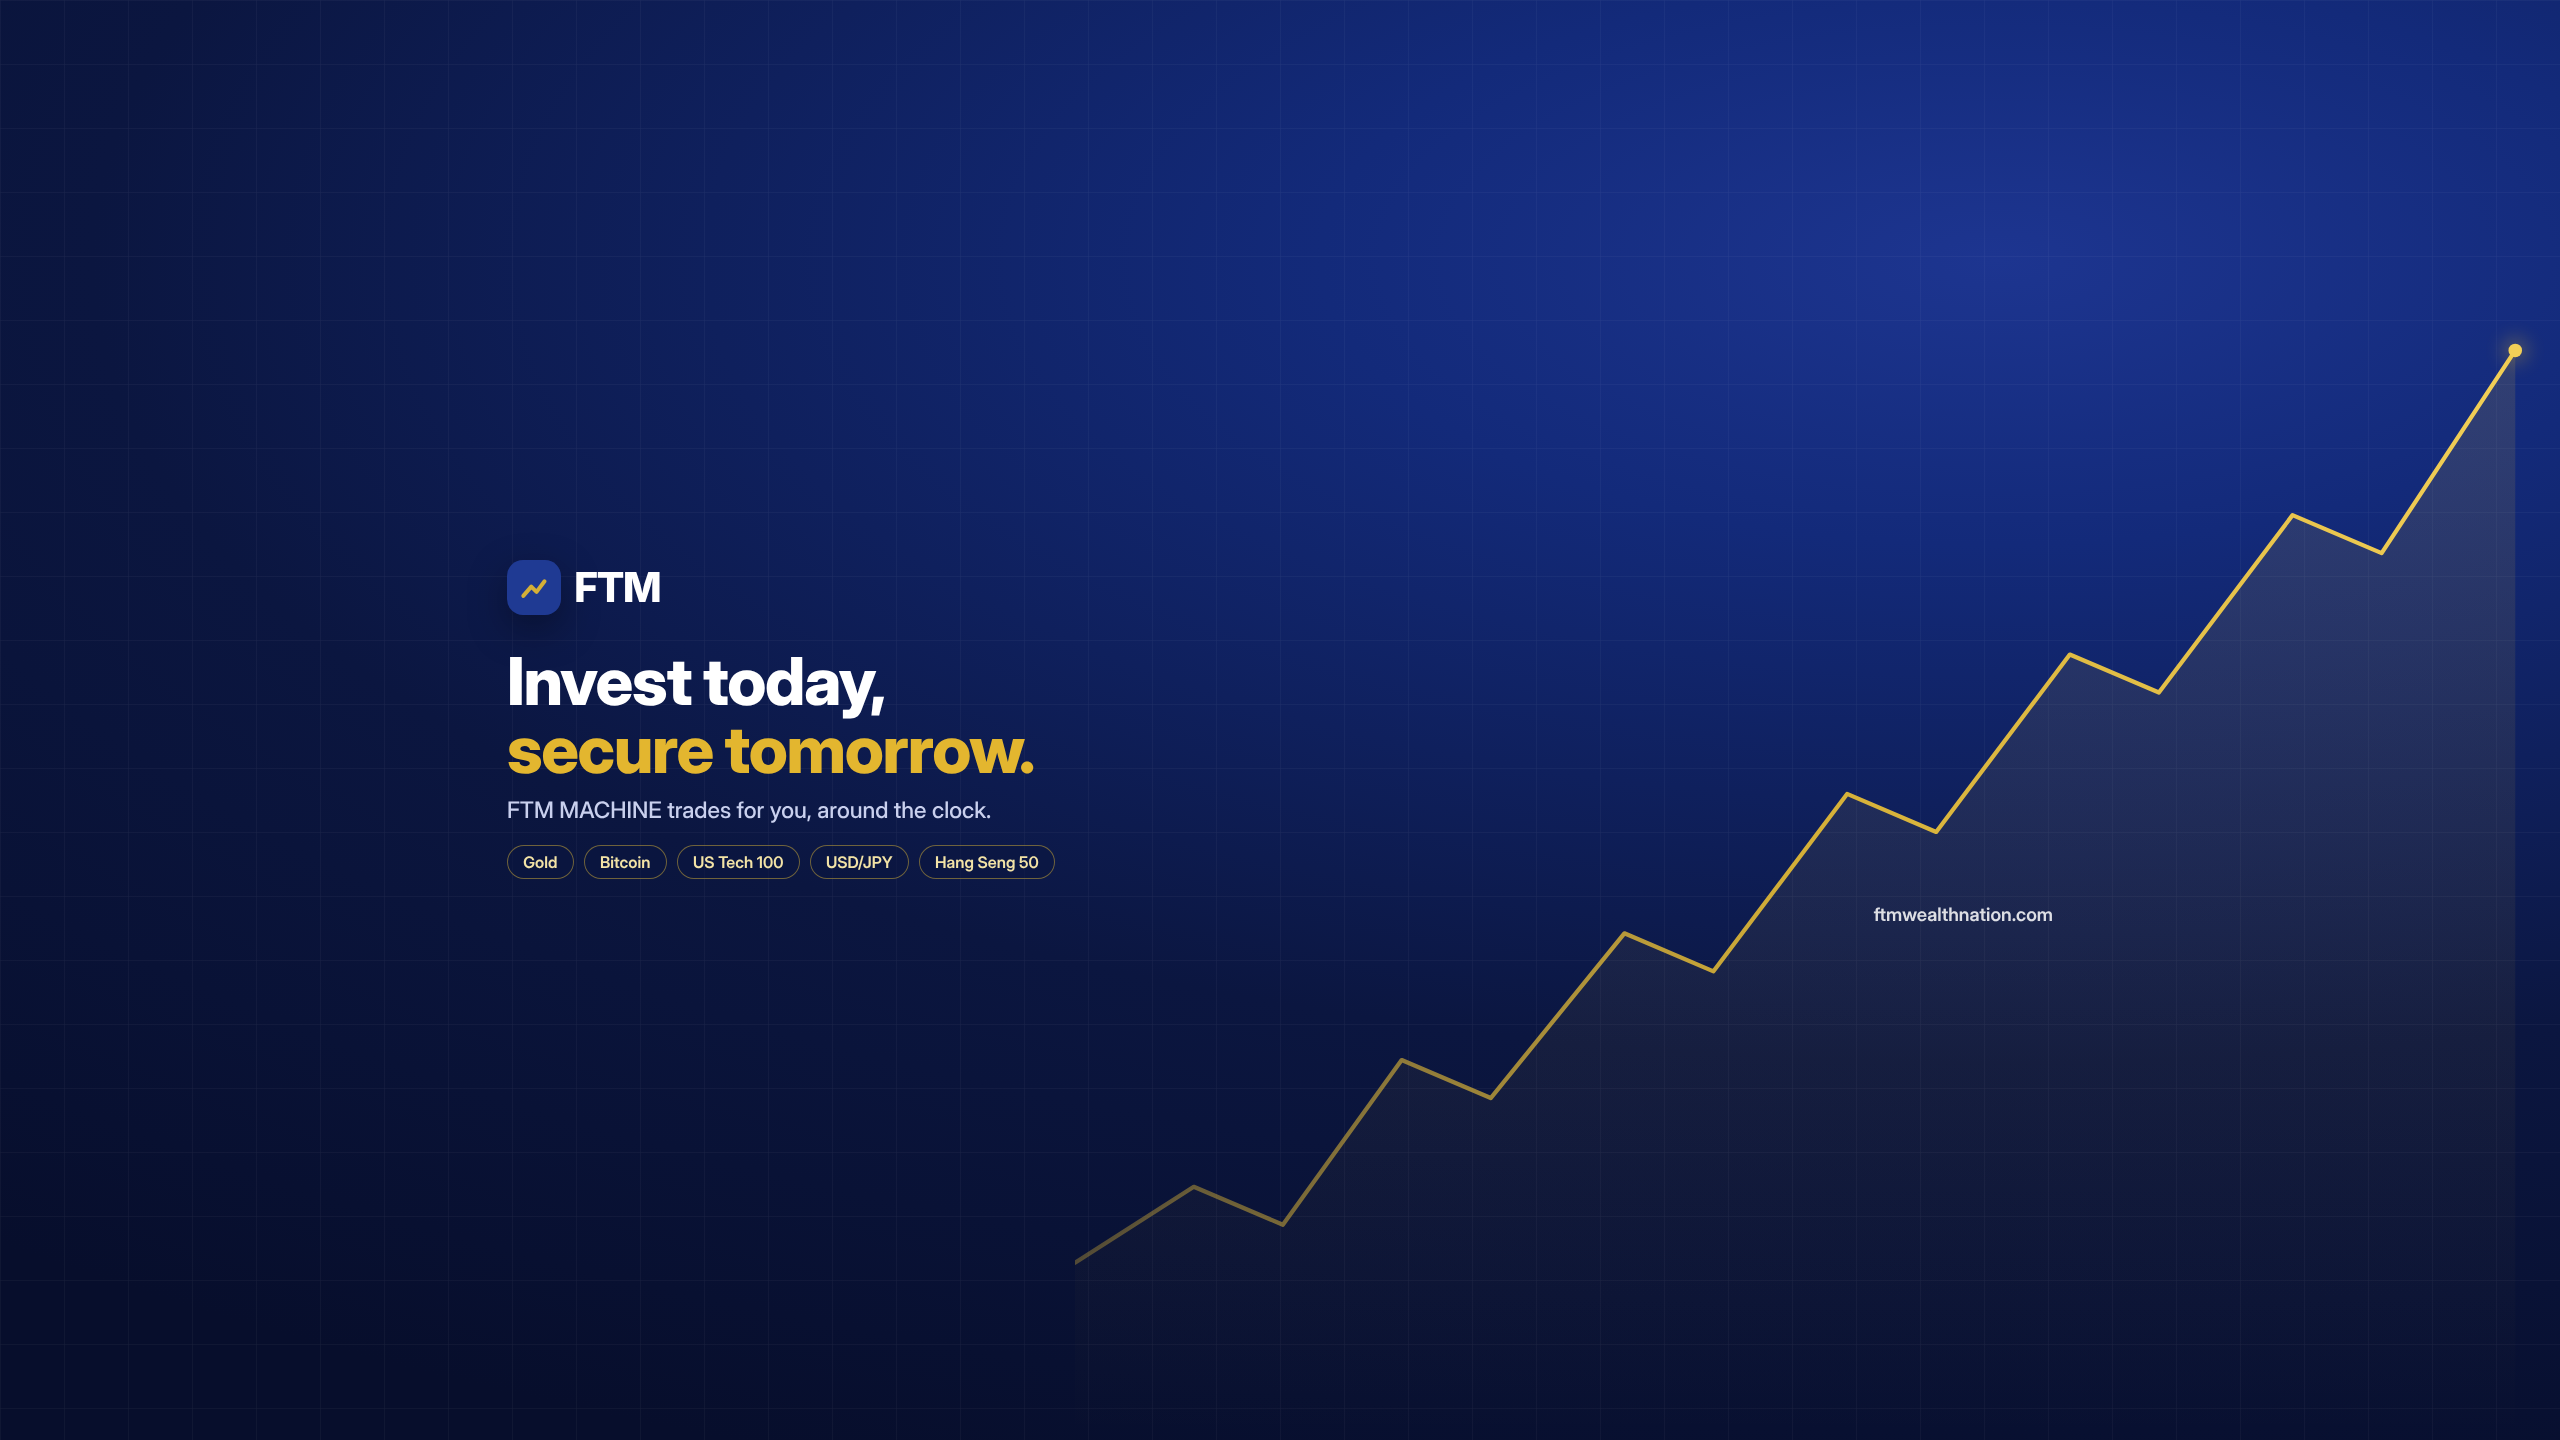 FTM
Invest today,
secure tomorrow.
FTM MACHINE trades for you, around the clock.
Gold Bitcoin US Tech 100 USD/JPY Hang Seng 50
ftmwealthnation.com